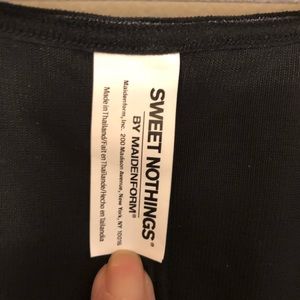 SWEET NOTHINGS®
BY MAIDENFORM®
Maidenform, Inc. 200 Madison Avenue, New York, NY 10016
Made in Thailand/Fait en Thaïlande/Hecho en Tailandia